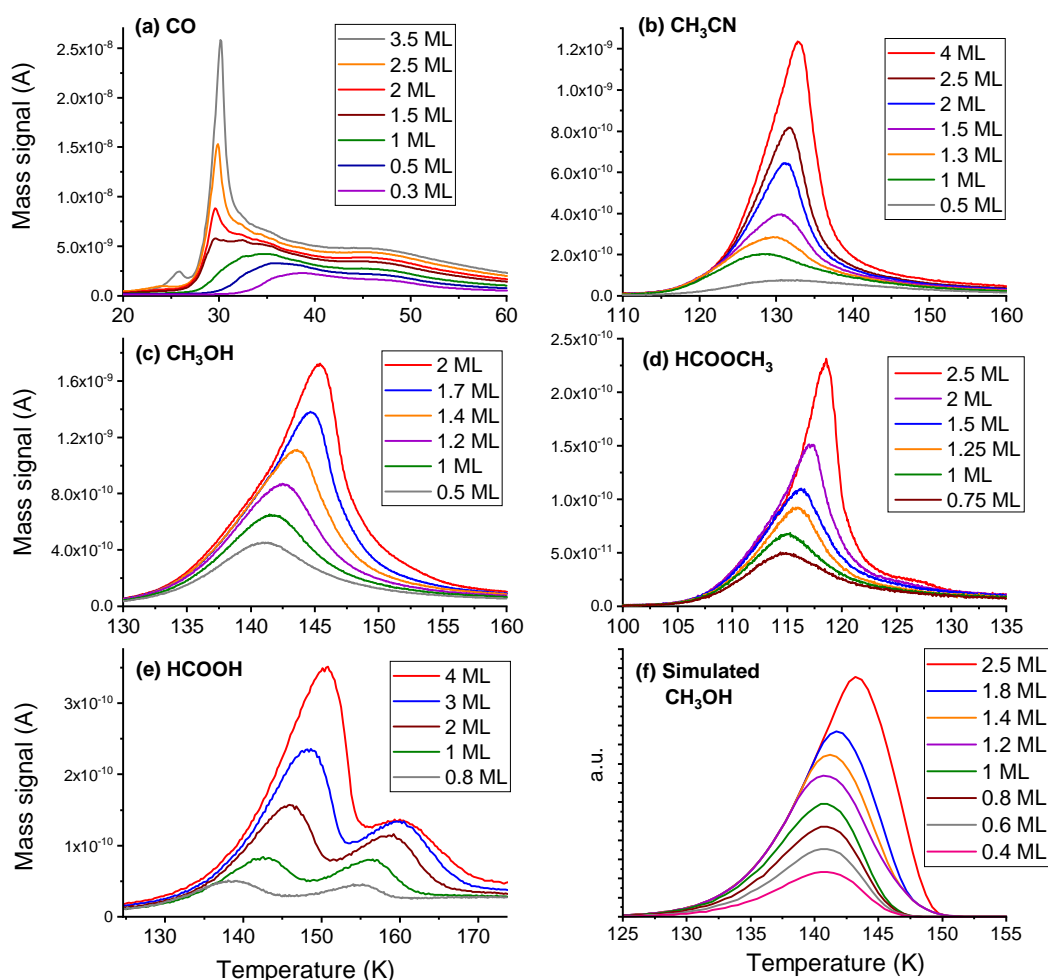 (a) CO
3.5 ML
2.5 ML
2 ML
1.5 ML
1 ML
0.5 ML
0.3 ML
Mass signal (A)
2.5x10⁻⁸
2.0x10⁻⁸
1.5x10⁻⁸
1.0x10⁻⁸
5.0x10⁻⁹
0.0
20 30 40 50 60
(b) CH₃CN
4 ML
2.5 ML
2 ML
1.5 ML
1.3 ML
1 ML
0.5 ML
1.2x10⁻⁹
8.0x10⁻¹⁰
4.0x10⁻¹⁰
2.0x10⁻¹⁰
0.0
110 120 130 140 150 160
(c) CH₃OH
2 ML
1.7 ML
1.4 ML
1.2 ML
1 ML
0.5 ML
Mass signal (A)
1.6x10⁻⁹
1.2x10⁻⁹
8.0x10⁻¹⁰
4.0x10⁻¹⁰
0.0
130 135 140 145 150 155 160
(d) HCOOCH₃
2.5 ML
2 ML
1.5 ML
1.25 ML
1 ML
0.75 ML
2.5x10⁻¹⁰
2.0x10⁻¹⁰
1.5x10⁻¹⁰
1.0x10⁻¹⁰
5.0x10⁻¹¹
0.0
100 105 110 115 120 125 130 135
(e) HCOOH
4 ML
3 ML
2 ML
1 ML
0.8 ML
Mass signal (A)
3x10⁻¹⁰
2x10⁻¹⁰
1x10⁻¹⁰
0
130 140 150 160 170
Temperature (K)
(f) Simulated
CH₃OH
2.5 ML
1.8 ML
1.4 ML
1.2 ML
1 ML
0.8 ML
0.6 ML
0.4 ML
a.u.
125 130 135 140 145 150 155
Temperature (K)